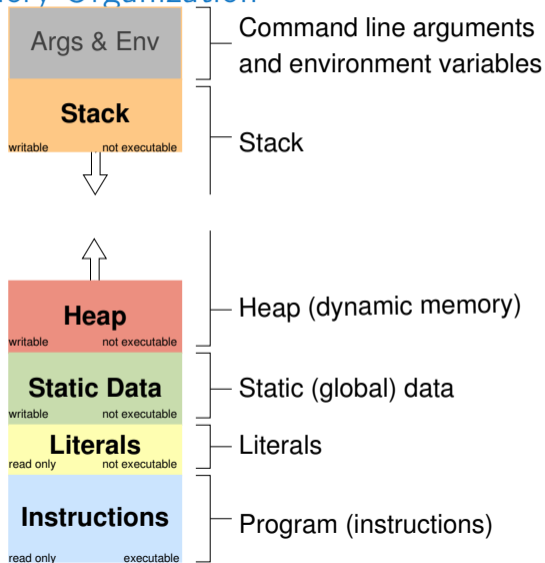 Organization
Args & Env
Command line arguments
and environment variables
Stack
writable not executable
Stack
Heap
writable not executable
Heap (dynamic memory)
Static Data
writable not executable
Static (global) data
Literals
read only not executable
Literals
Instructions
read only executable
Program (instructions)